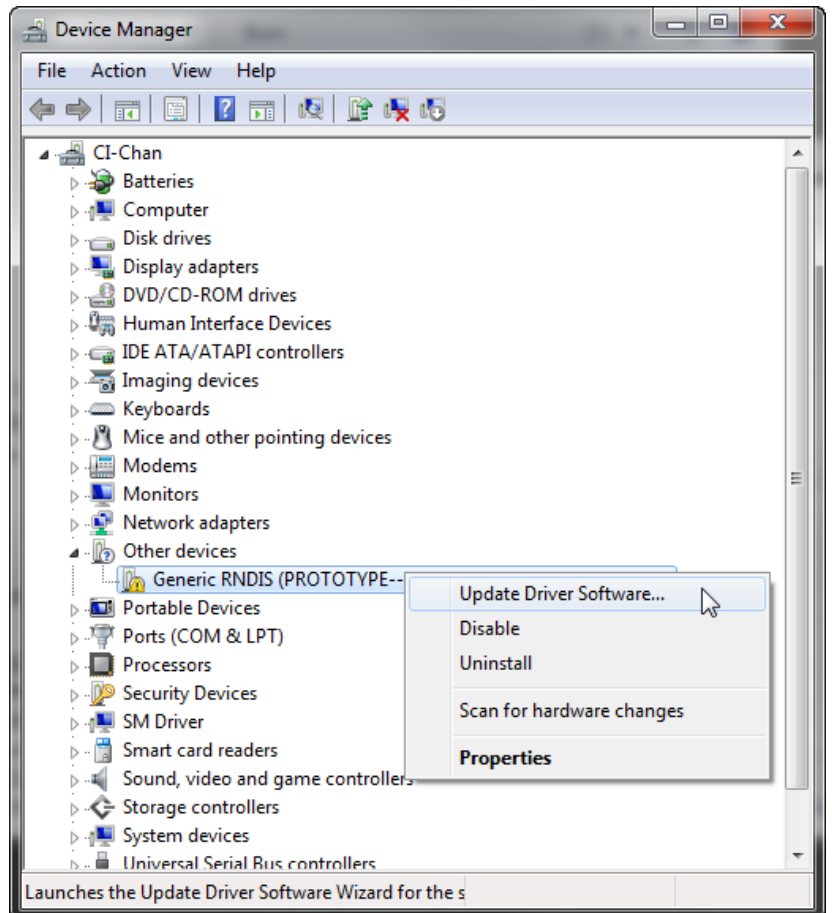 Device Manager
File Action View Help
CI-Chan
Batteries
Computer
Disk drives
Display adapters
DVD/CD-ROM drives
Human Interface Devices
IDE ATA/ATAPI controllers
Imaging devices
Keyboards
Mice and other pointing devices
Modems
Monitors
Network adapters
Other devices
Generic RNDIS (PROTOTYPE--
Update Driver Software...
Disable
Uninstall
Scan for hardware changes
Properties
Portable Devices
Ports (COM & LPT)
Processors
Security Devices
SM Driver
Smart card readers
Sound, video and game controllers
Storage controllers
System devices
Universal Serial Bus controllers
Launches the Update Driver Software Wizard for the s